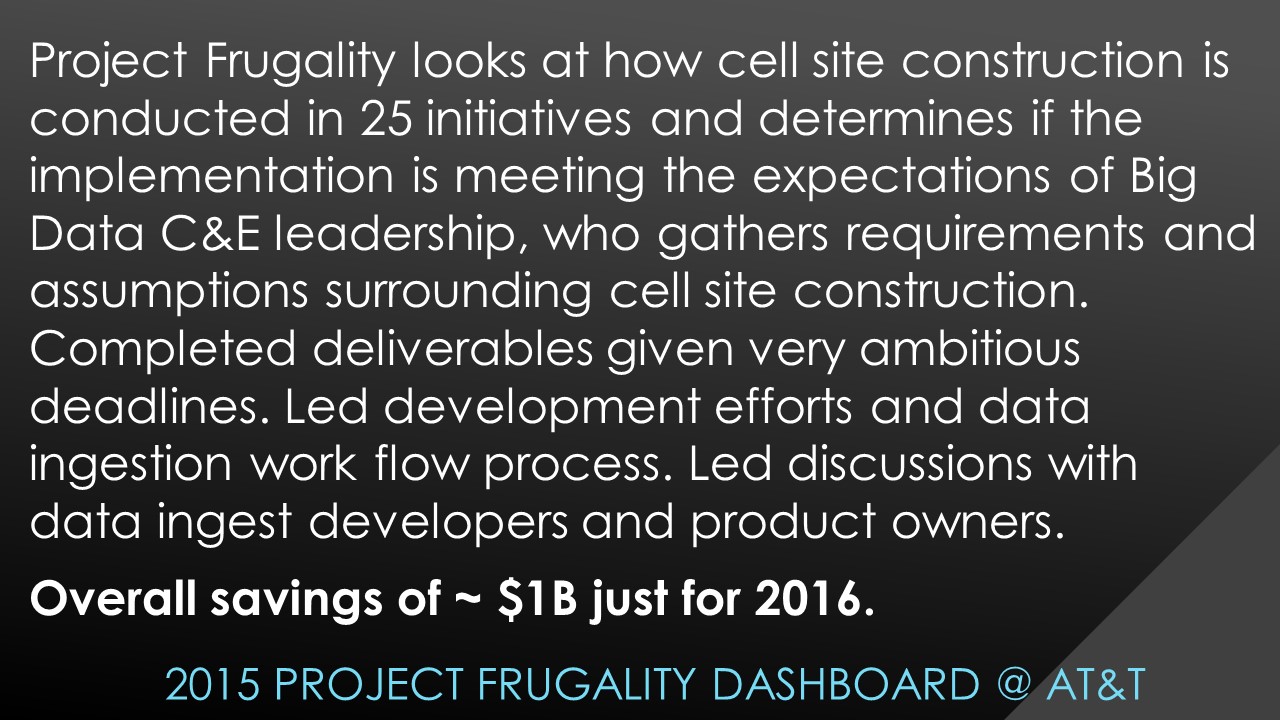 Project Frugality looks at how cell site construction is
conducted in 25 initiatives and determines if the
implementation is meeting the expectations of Big
Data C&E leadership, who gathers requirements and
assumptions surrounding cell site construction.
Completed deliverables given very ambitious
deadlines. Led development efforts and data
ingestion work flow process. Led discussions with
data ingest developers and product owners.
Overall savings of ~ $1B just for 2016.
2015 PROJECT FRUGALITY DASHBOARD @ AT&T